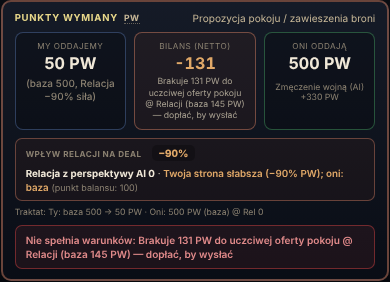 PUNKTY WYMIANY PW
Propozycja pokoju / zawieszenia broni
MY ODDAJEMY
50 PW
(baza 500, Relacja
−90% siła)
BILANS (NETTO)
-131
Brakuje 131 PW do
uczciwej oferty pokoju
@ Relacji (baza 145 PW)
— dopłać, by wysłać
ONI ODDAJĄ
500 PW
Zmęczenie wojną (AI)
+330 PW
WPŁYW RELACJI NA DEAL −90%
Relacja z perspektywy AI 0 · Twoja strona słabsza (−90% PW); oni:
baza (punkt balansu: 100)
Traktat: Ty: baza 500 → 50 PW · Oni: 500 PW (baza) @ Rel 0
Nie spełnia warunków: Brakuje 131 PW do uczciwej oferty pokoju @
Relacji (baza 145 PW) — dopłać, by wysłać